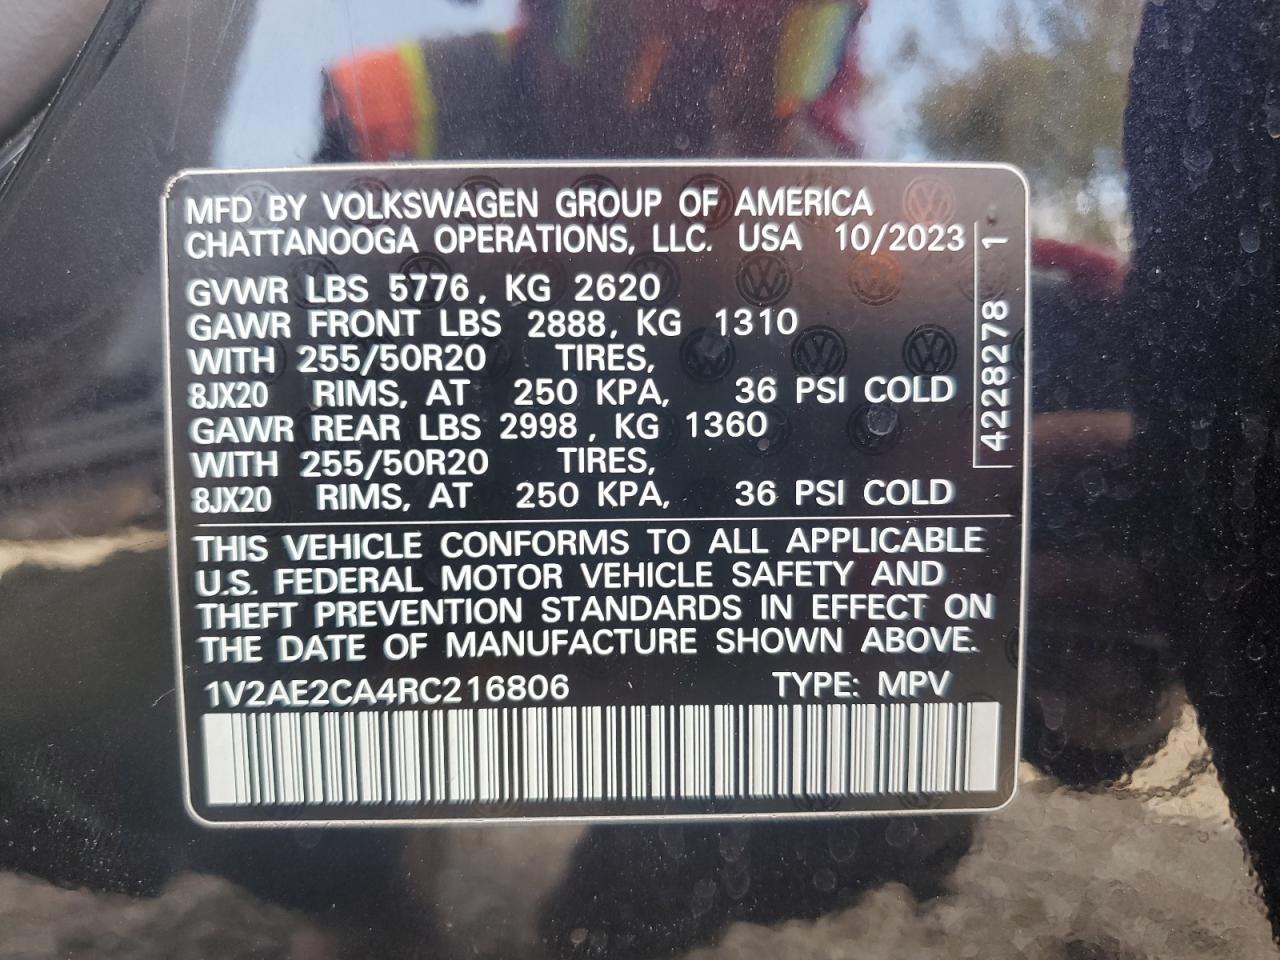 MFD BY VOLKSWAGEN GROUP OF AMERICA
CHATTANOOGA OPERATIONS, LLC. USA 10/2023
GVWR LBS 5776, KG 2620
GAWR FRONT LBS 2888, KG 1310
WITH 255/50R20 TIRES,
8JX20 RIMS, AT 250 KPA, 36 PSI COLD
GAWR REAR LBS 2998, KG 1360
WITH 255/50R20 TIRES,
8JX20 RIMS, AT 250 KPA, 36 PSI COLD
4228278 1
THIS VEHICLE CONFORMS TO ALL APPLICABLE
U.S. FEDERAL MOTOR VEHICLE SAFETY AND
THEFT PREVENTION STANDARDS IN EFFECT ON
THE DATE OF MANUFACTURE SHOWN ABOVE.
1V2AE2CA4RC216806 TYPE: MPV